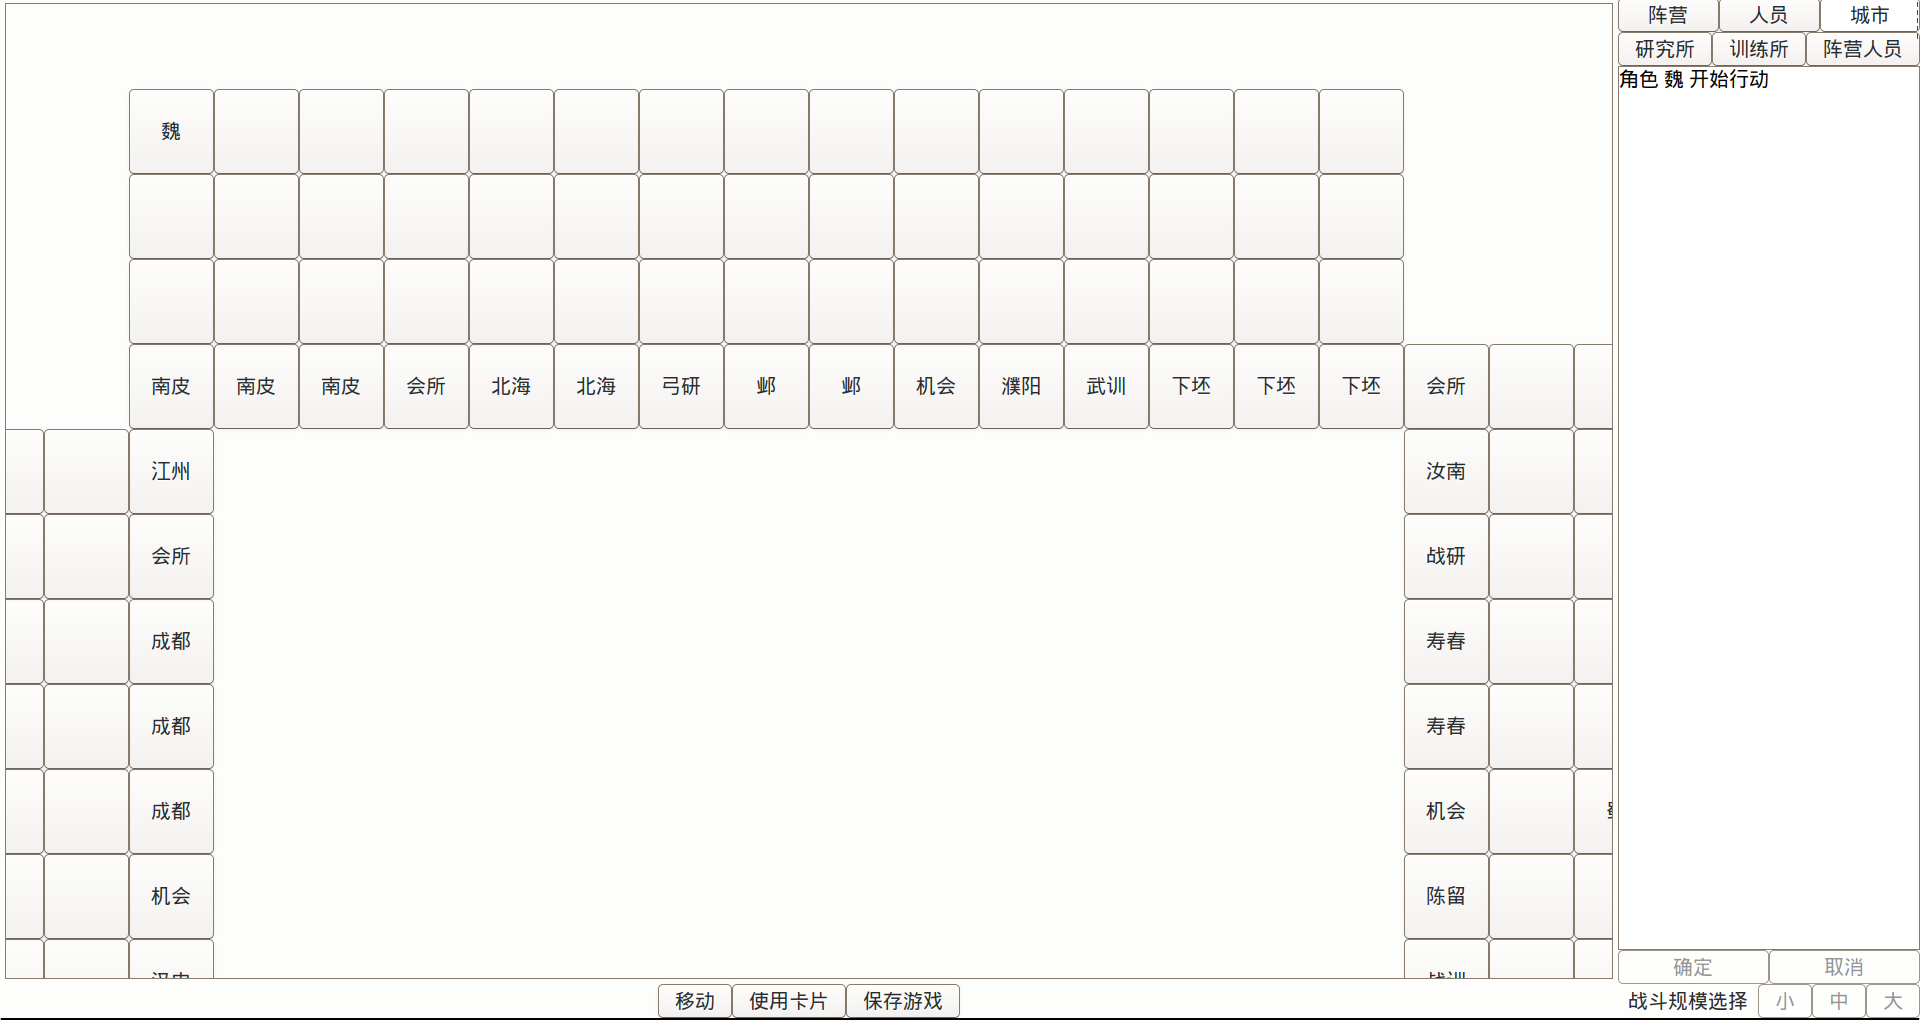 阵营 人员 城市
研究所 训练所 阵营人员
角色 魏 开始行动
魏
南皮 南皮 南皮 会所 北海 北海 弓研 邺 邺 机会 濮阳 武训 下坯 下坯 下坯 会所
江州 汝南
会所 战研
成都 寿春
成都 寿春
成都 机会
机会 陈留
确定 取消
移动 使用卡片 保存游戏 战斗规模选择 小 中 大